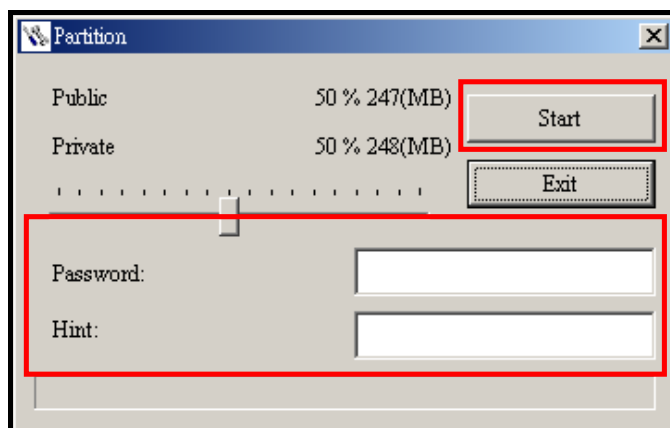 Partition
Public 50 % 247(MB)
Start
Private 50 % 248(MB)
Exit
Password:
Hint: